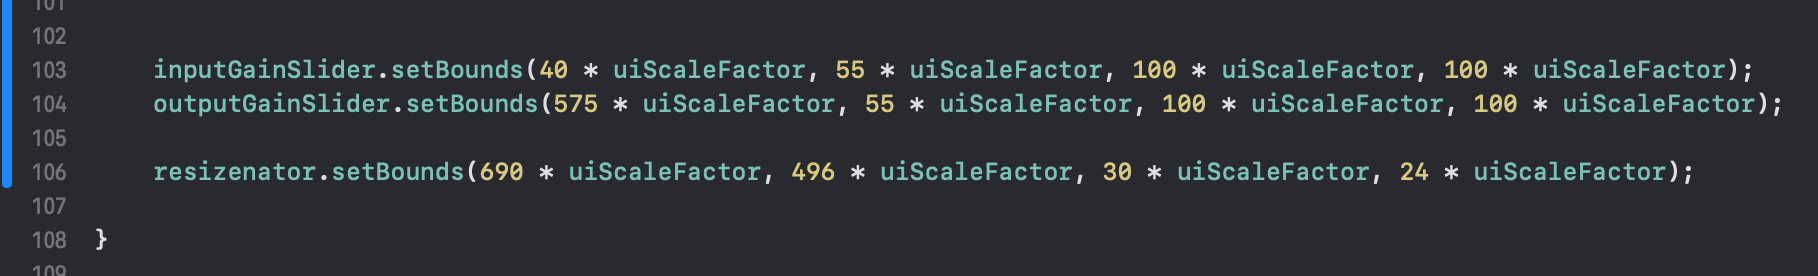 101
102
103 inputGainSlider.setBounds(40 * uiScaleFactor, 55 * uiScaleFactor, 100 * uiScaleFactor, 100 * uiScaleFactor);
104 outputGainSlider.setBounds(575 * uiScaleFactor, 55 * uiScaleFactor, 100 * uiScaleFactor, 100 * uiScaleFactor);
105
106 resizenator.setBounds(690 * uiScaleFactor, 496 * uiScaleFactor, 30 * uiScaleFactor, 24 * uiScaleFactor);
107
108 }
109